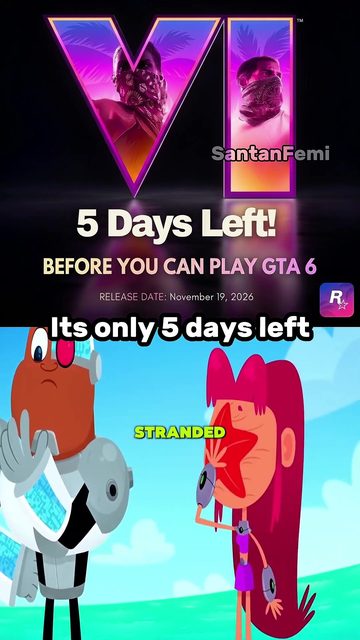 VI
TM
SantanFemi
5 Days Left!
BEFORE YOU CAN PLAY GTA 6
RELEASE DATE: November 19, 2026
R
Its only 5 days left
STRANDED